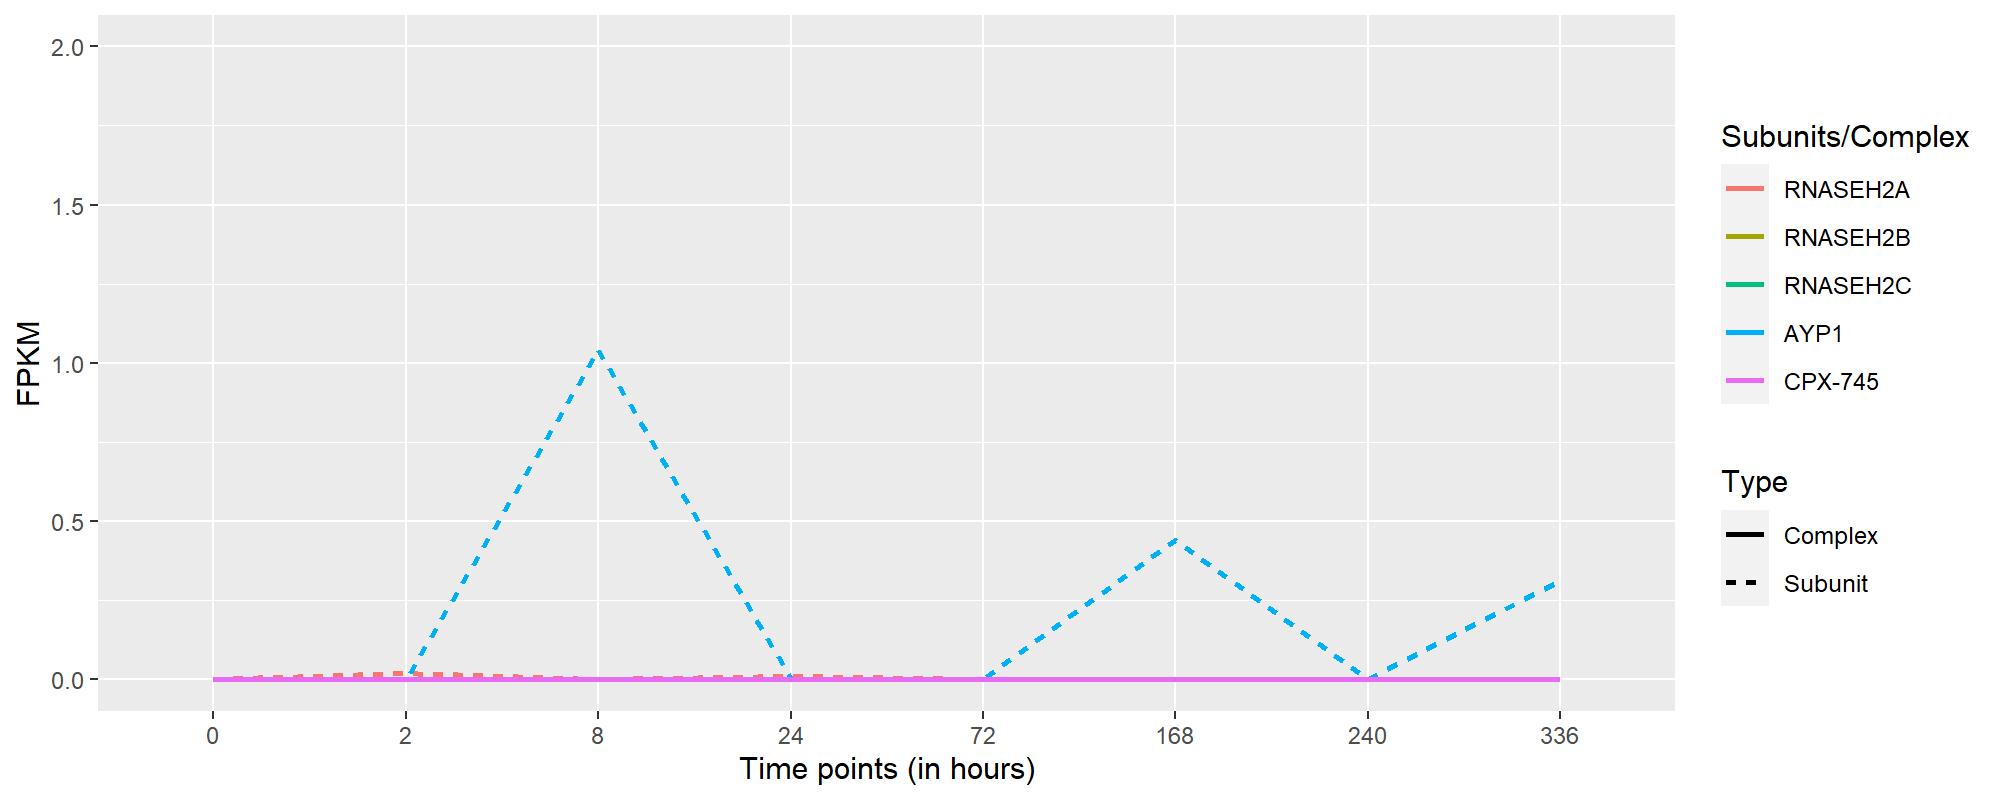 FPKM
2.0
1.5
1.0
0.5
0.0
0 2 8 24 72 168 240 336
Time points (in hours)
Subunits/Complex
RNASEH2A
RNASEH2B
RNASEH2C
AYP1
CPX-745
Type
Complex
Subunit